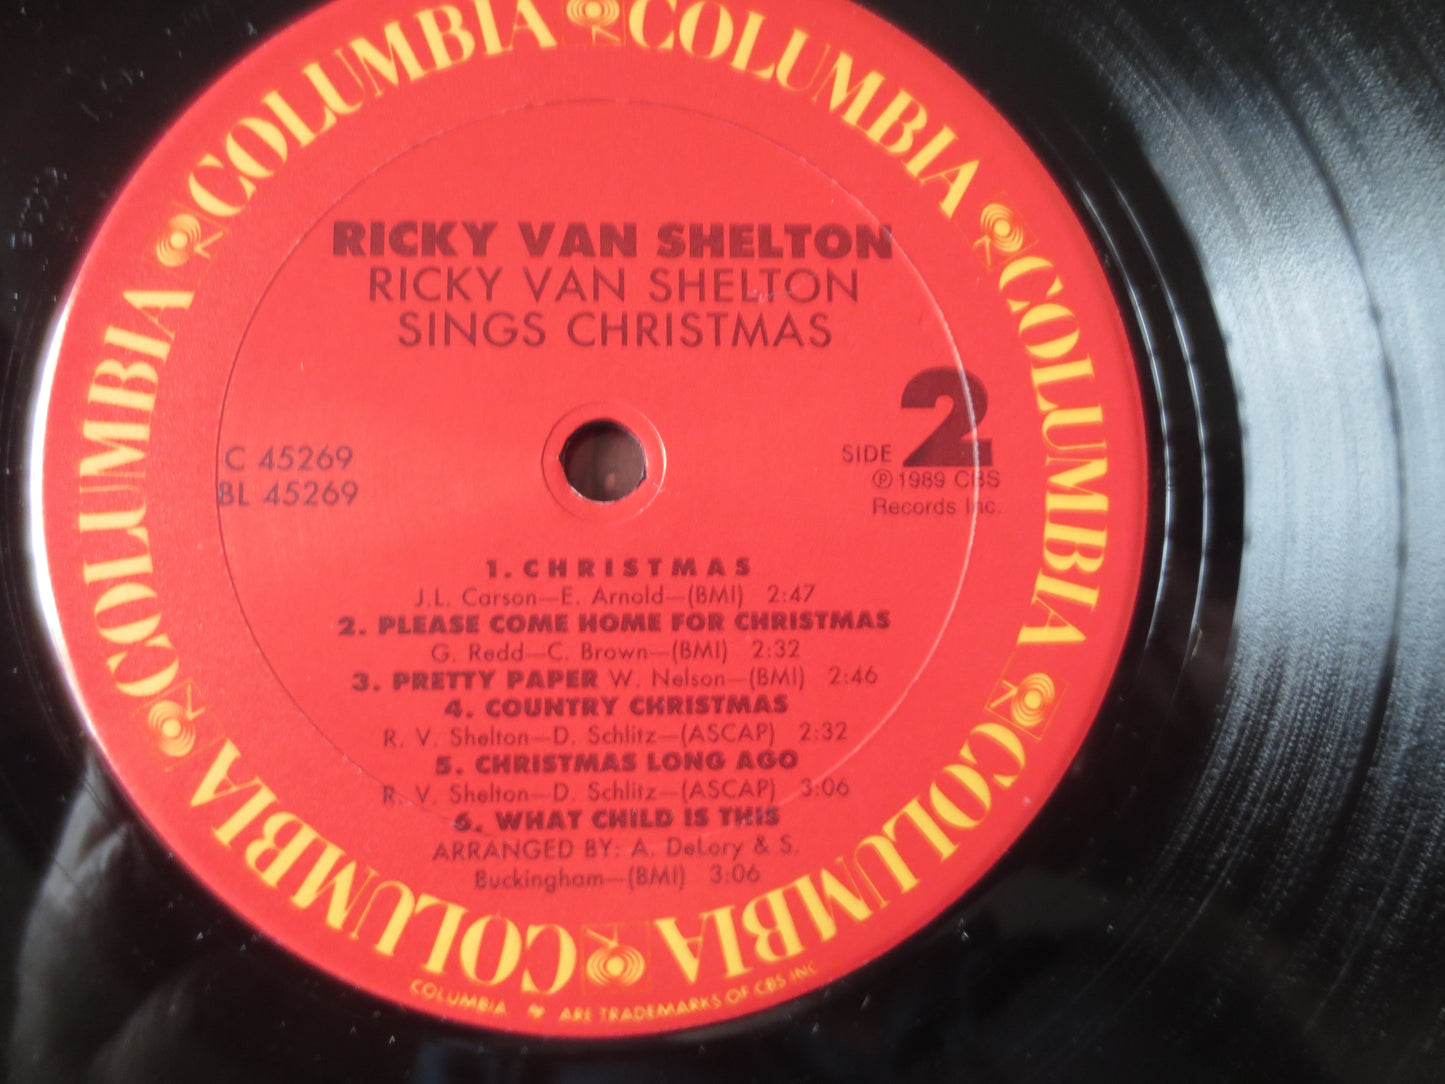 COLUMBIA COLUMBIA COLUMBIA COLUMBIA COLUMBIA COLUMBIA
RICKY VAN SHELTON
RICKY VAN SHELTON
SINGS CHRISTMAS
C 45269
BL 45269
SIDE 2
℗ 1989 CBS
Records Inc.
1. CHRISTMAS
J.L. Carson—E. Arnold—(BMI) 2:47
2. PLEASE COME HOME FOR CHRISTMAS
G. Redd—C. Brown—(BMI) 2:32
3. PRETTY PAPER W. Nelson—(BMI) 2:46
4. COUNTRY CHRISTMAS
R. V. Shelton—D. Schlitz—(ASCAP) 2:32
5. CHRISTMAS LONG AGO
R. V. Shelton—D. Schlitz—(ASCAP) 3:06
6. WHAT CHILD IS THIS
ARRANGED BY: A. DeLory & S.
Buckingham—(BMI) 3:06
COLUMBIA ARE TRADEMARKS OF CBS INC